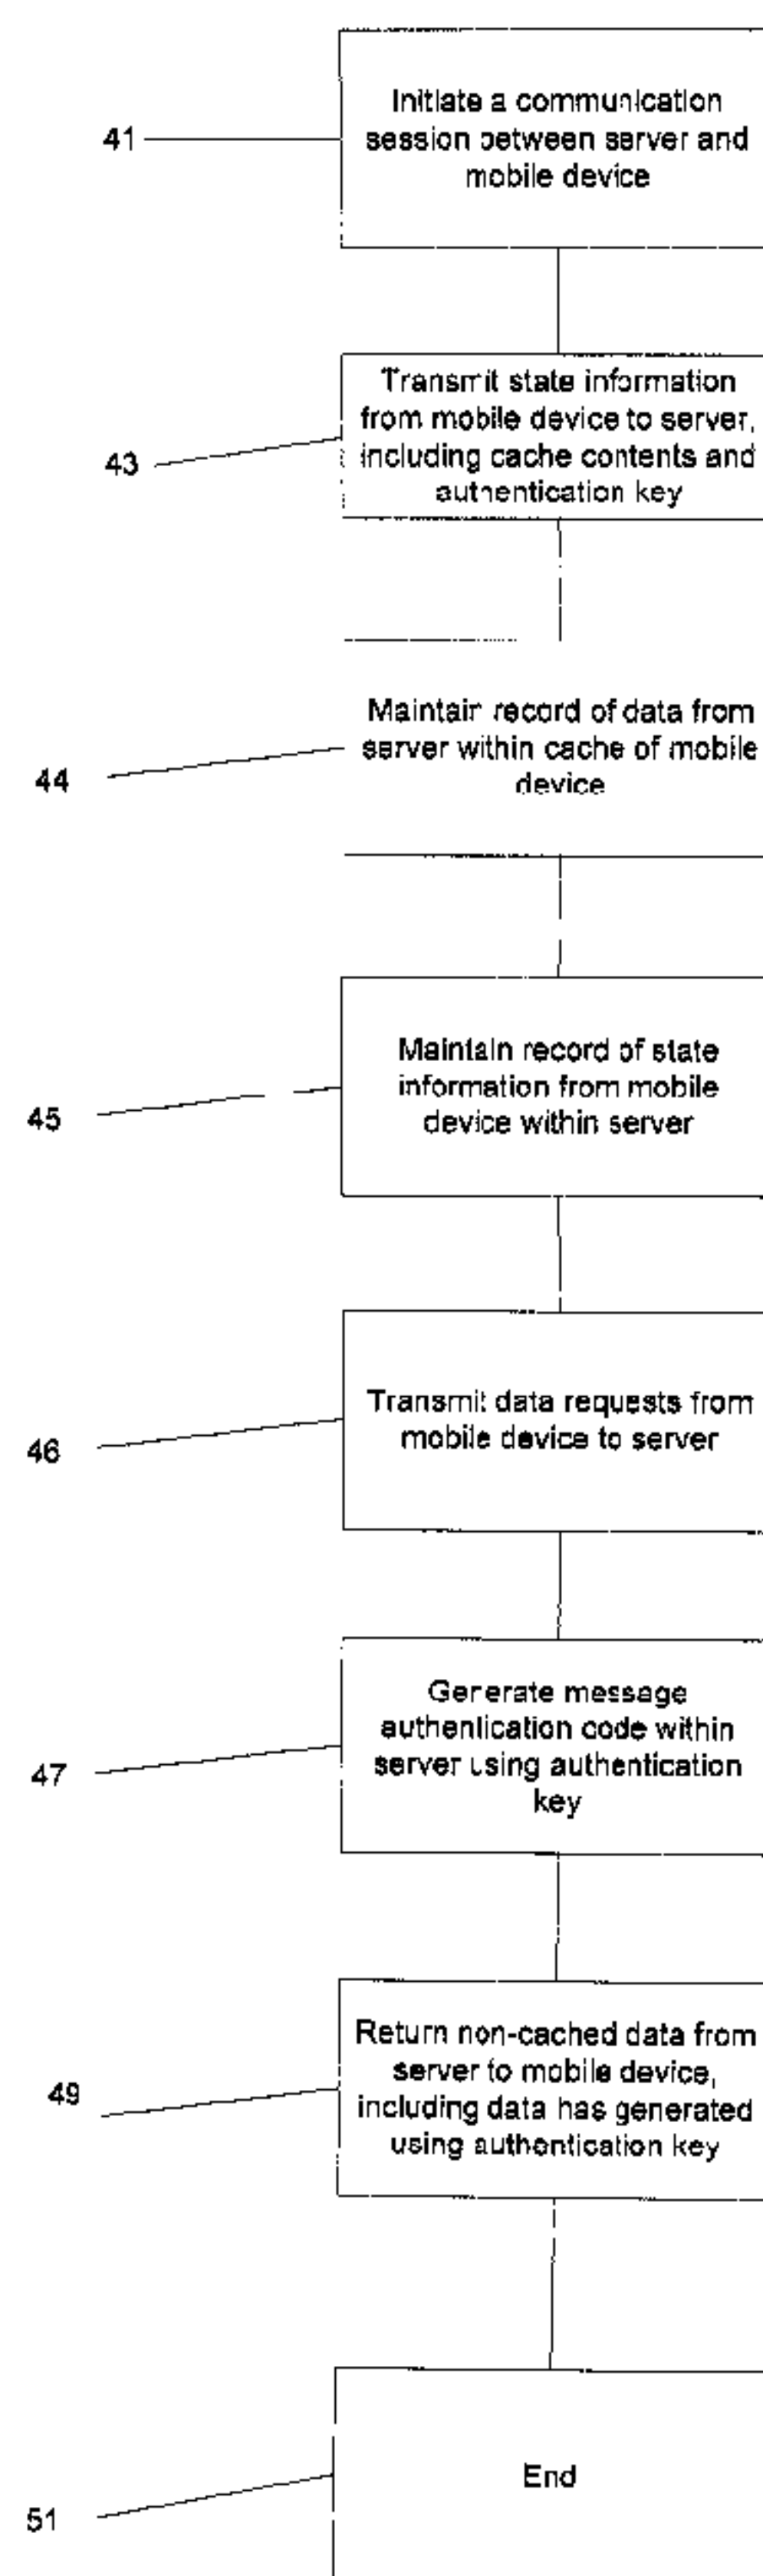 Initiate a communication
41
session between server and
mobile device
Transmit state information
from mobile device to server,
43
including cache contents and
authentication key
Maintain record of data from
server within cache of mobile
44
device
Maintain record of state
information from mobile
45
device within server
Transmit data requests from
46
mobile device to server
Generate message
authentication code within
47
server using authentication
key
Return non-cached data from
49
server to mobile device,
including data has generated
using authentication key
End
51